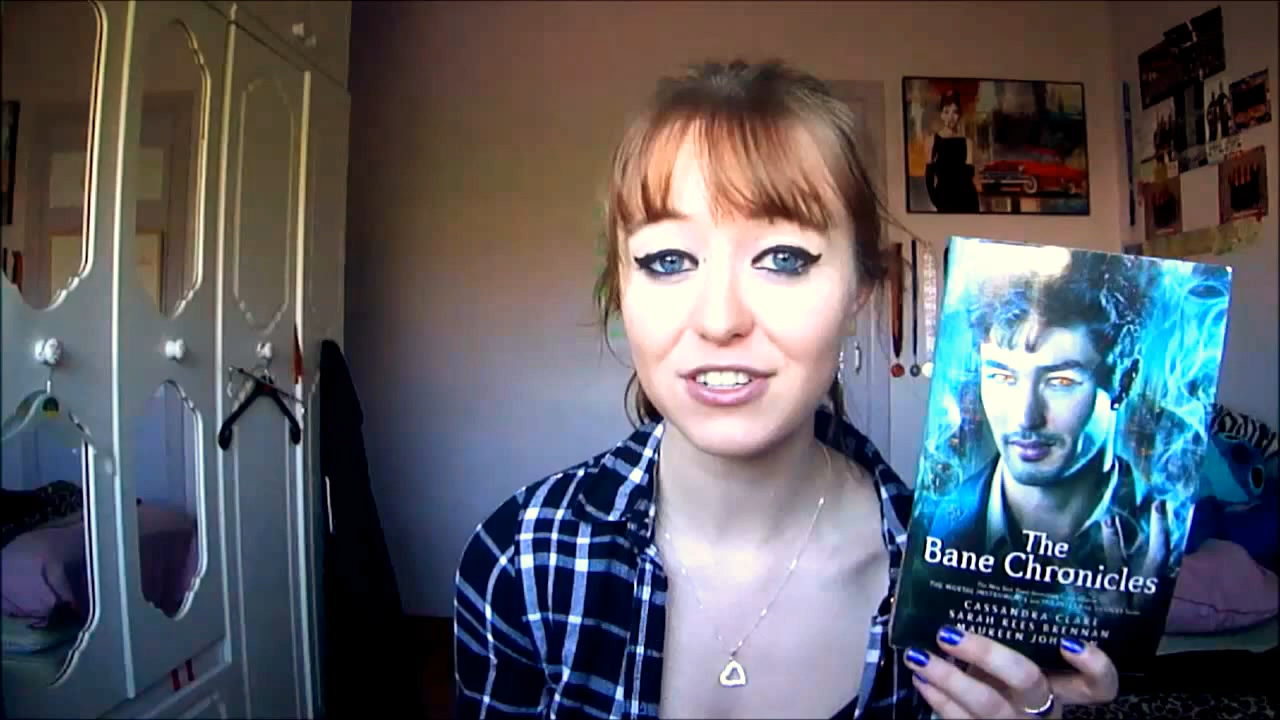 The
Bane Chronicles
CASSANDRA CLARE
SARAH REES BRENNAN
MAUREEN JOHNSON